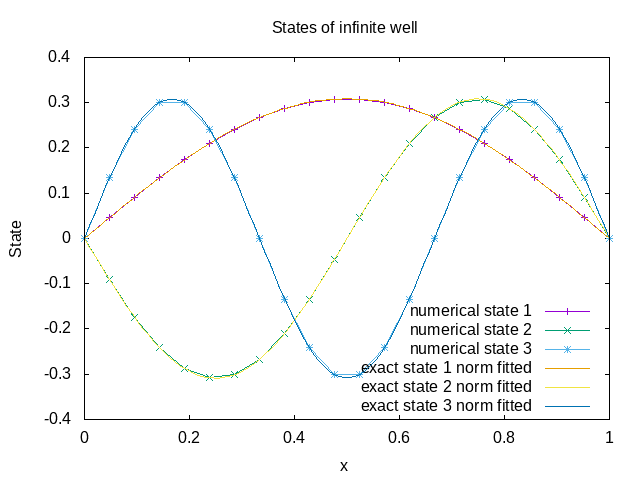 States of infinite well
0.4
0.3
0.2
0.1
0
-0.1
-0.2
-0.3
-0.4
State
numerical state 1
numerical state 2
numerical state 3
exact state 1 norm fitted
exact state 2 norm fitted
exact state 3 norm fitted
0 0.2 0.4 0.6 0.8 1
x